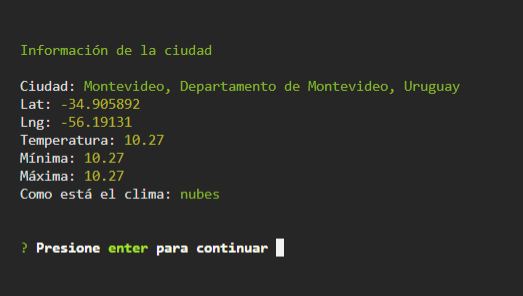 Información de la ciudad
Ciudad: Montevideo, Departamento de Montevideo, Uruguay
Lat: -34.905892
Lng: -56.19131
Temperatura: 10.27
Mínima: 10.27
Máxima: 10.27
Como está el clima: nubes
? Presione enter para continuar